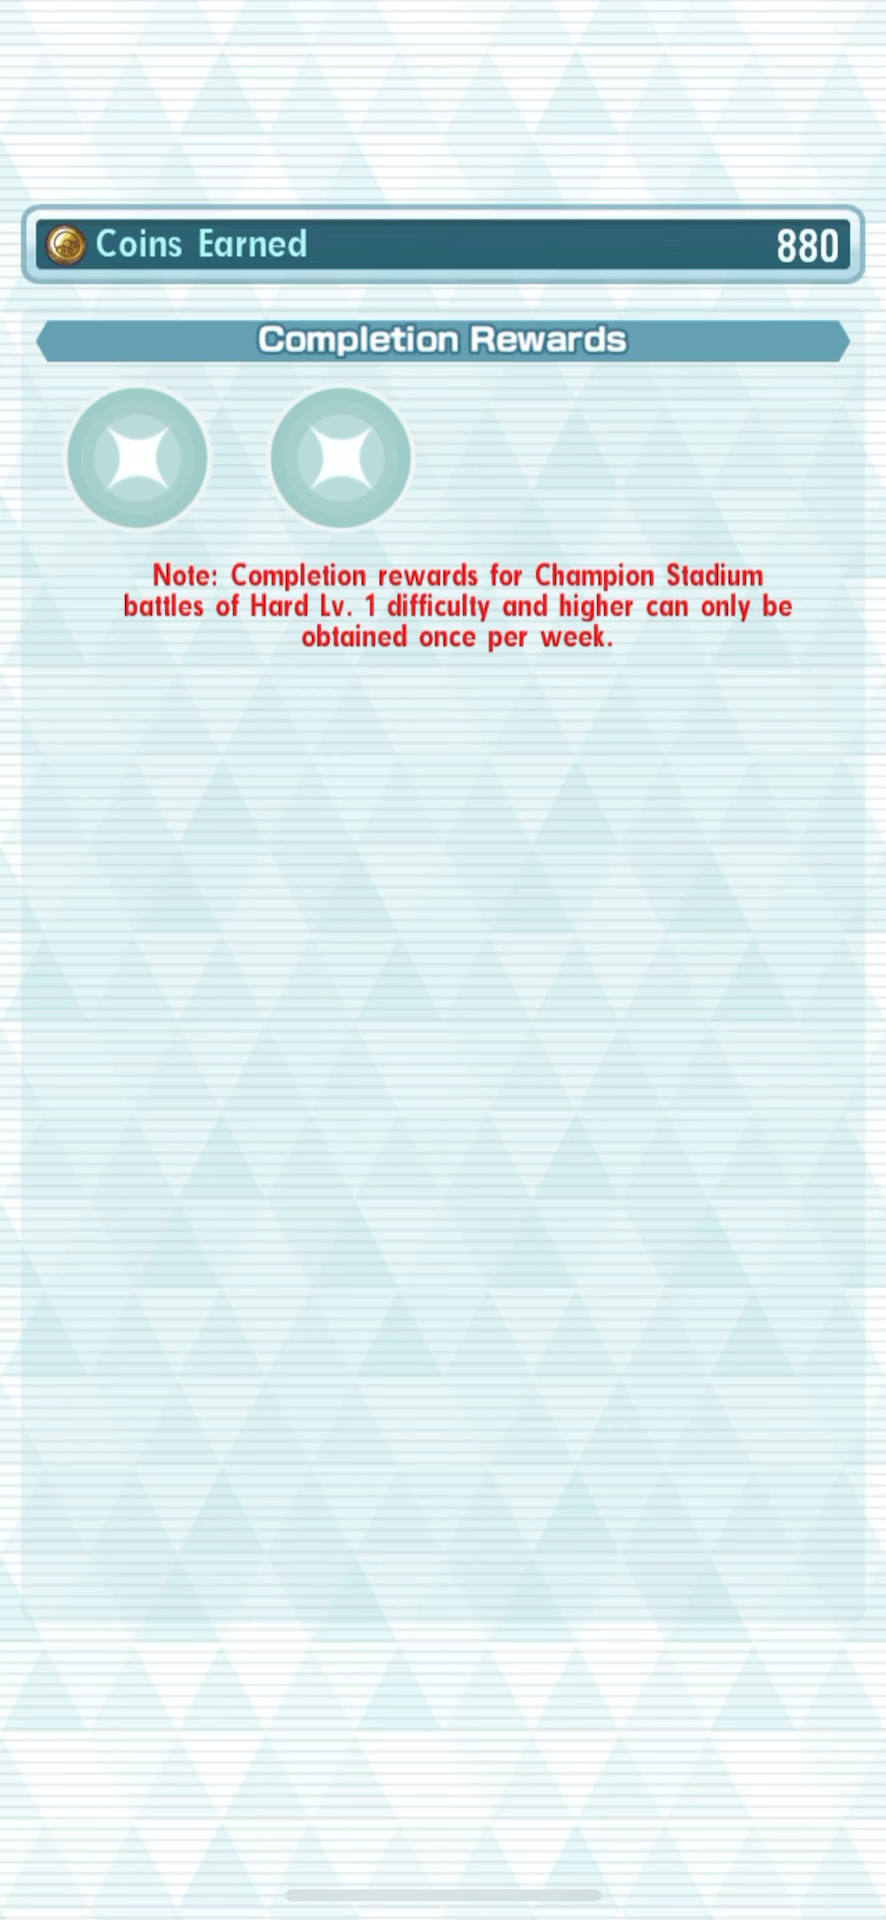 Coins Earned 880
Completion Rewards
Note: Completion rewards for Champion Stadium
battles of Hard Lv. 1 difficulty and higher can only be
obtained once per week.